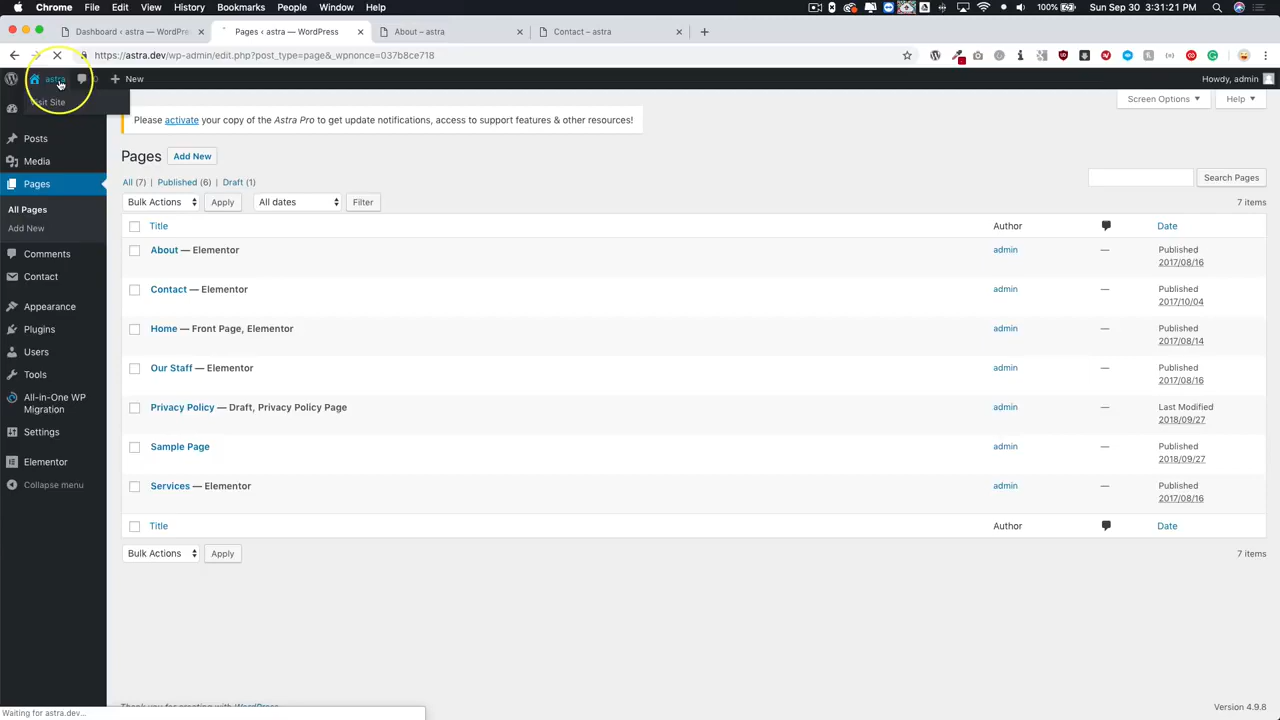 Chrome File Edit View History Bookmarks People Window Help 100% Sun Sep 30 3:31:21 PM
Dashboard ‹ astra — WordPre Pages ‹ astra — WordPress About – astra Contact – astra
https://astra.dev/wp-admin/edit.php?post_type=page&_wpnonce=037b8ce718
astra 0 New Howdy, admin
Visit Site
Screen Options Help
Please activate your copy of the Astra Pro to get update notifications, access to support features & other resources!
Posts
Media
Pages
All Pages
Add New
Comments
Contact
Appearance
Plugins
Users
Tools
All-in-One WP
Migration
Settings
Elementor
Collapse menu
Pages Add New
All (7) | Published (6) | Draft (1)
Search Pages
Bulk Actions Apply All dates Filter 7 items
Title Author Date
About — Elementor admin — Published
2017/08/16
Contact — Elementor admin — Published
2017/10/04
Home — Front Page, Elementor admin — Published
2017/08/14
Our Staff — Elementor admin — Published
2017/08/16
Privacy Policy — Draft, Privacy Policy Page admin — Last Modified
2018/09/27
Sample Page admin — Published
2018/09/27
Services — Elementor admin — Published
2017/08/16
Title Author Date
Bulk Actions Apply 7 items
Thank you for creating with WordPress.
Version 4.9.8
Waiting for astra.dev...